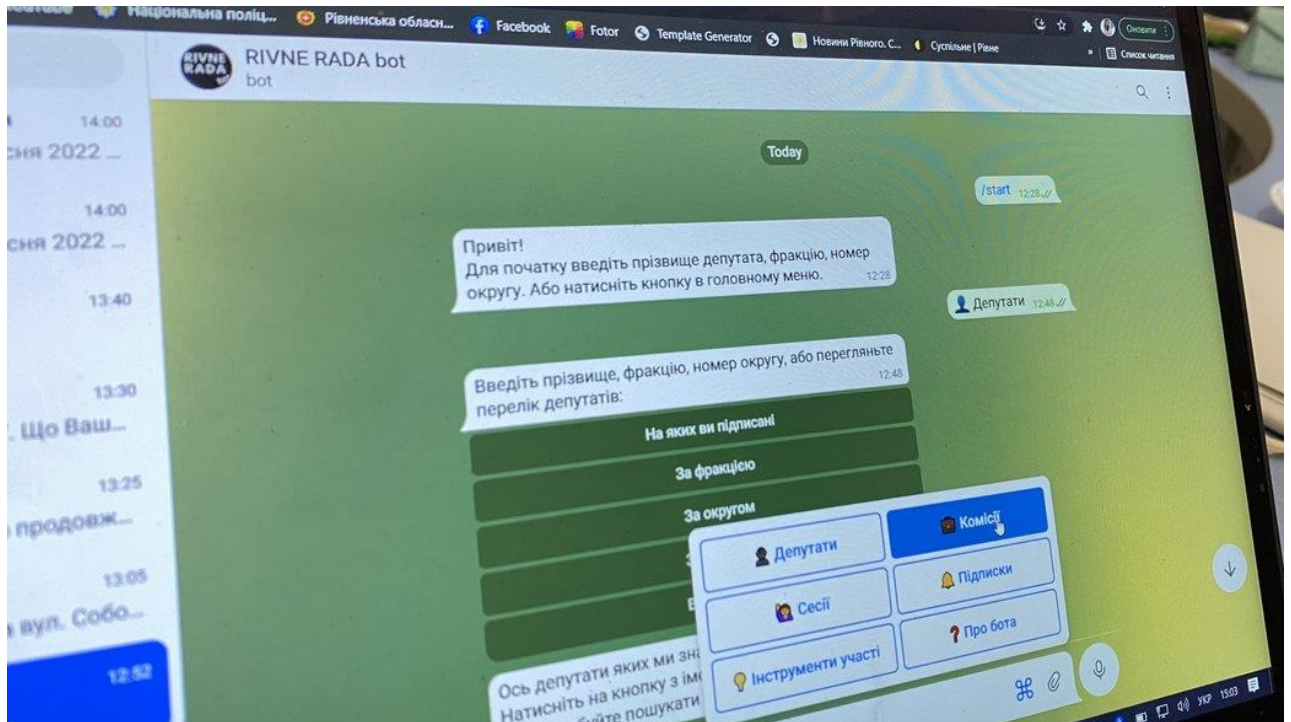 Національна поліц...
Рівненська обласн...
Facebook
Fotor
Template Generator
Новини Рівного. С...
Суспільне | Рівне
Оновити
Список читання
RIVNE RADA
RIVNE RADA bot
bot
14:00
2022 ...
14:00
2022 ...
13:40
13:30
Що Ваш...
13:25
продовж...
13:05
вул. Собо...
12:52
Today
/start 12:28
Привіт!
Для початку введіть прізвище депутата, фракцію, номер
округу. Або натисніть кнопку в головному меню. 12:28
Депутати 12:48
Введіть прізвище, фракцію, номер округу, або перегляньте
перелік депутатів: 12:48
На яких ви підписані
За фракцією
За округом
Депутати
Комісії
Сесії
Підписки
Інструменти участі
Про бота
Ось депутати яких ми
Натисніть на кнопку з
пошукати
УКР 15:03